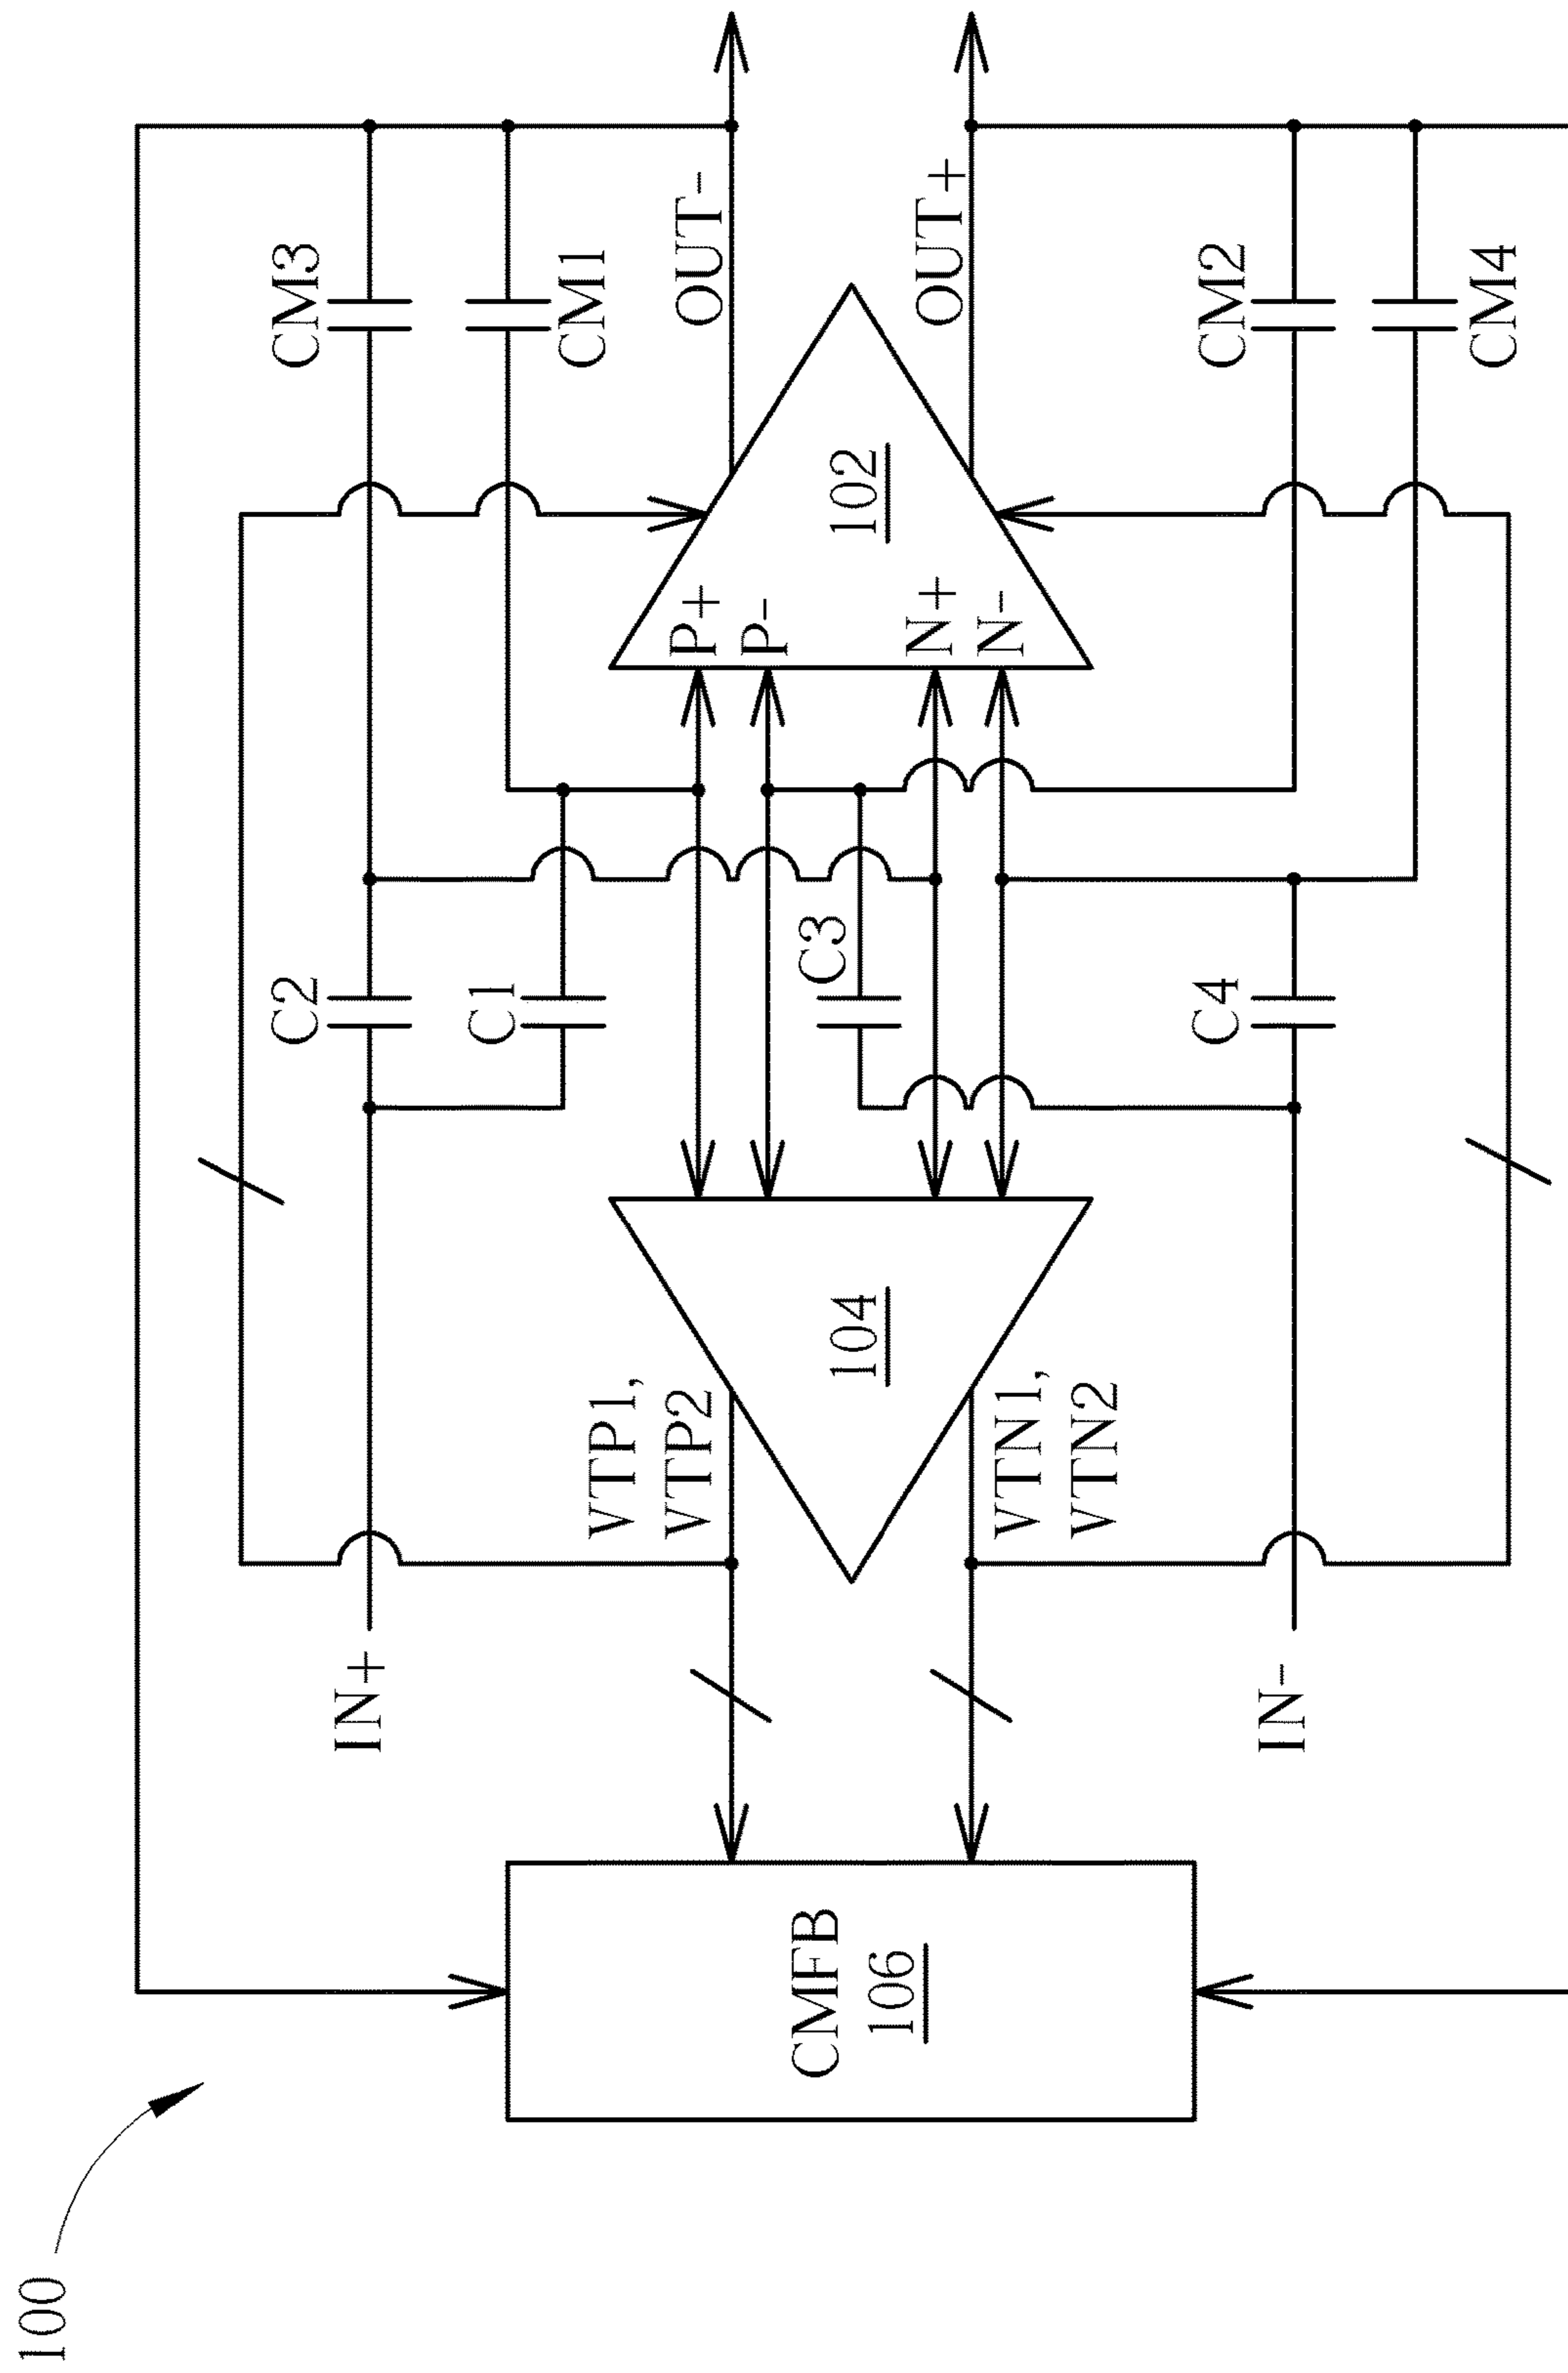 100
CMFB
106
IN+
IN-
VTP1,
VTP2
VTN1,
VTN2
104
C2
C1
C3
C4
P+
P-
N+
N-
102
CM3
CM1
OUT-
OUT+
CM2
CM4